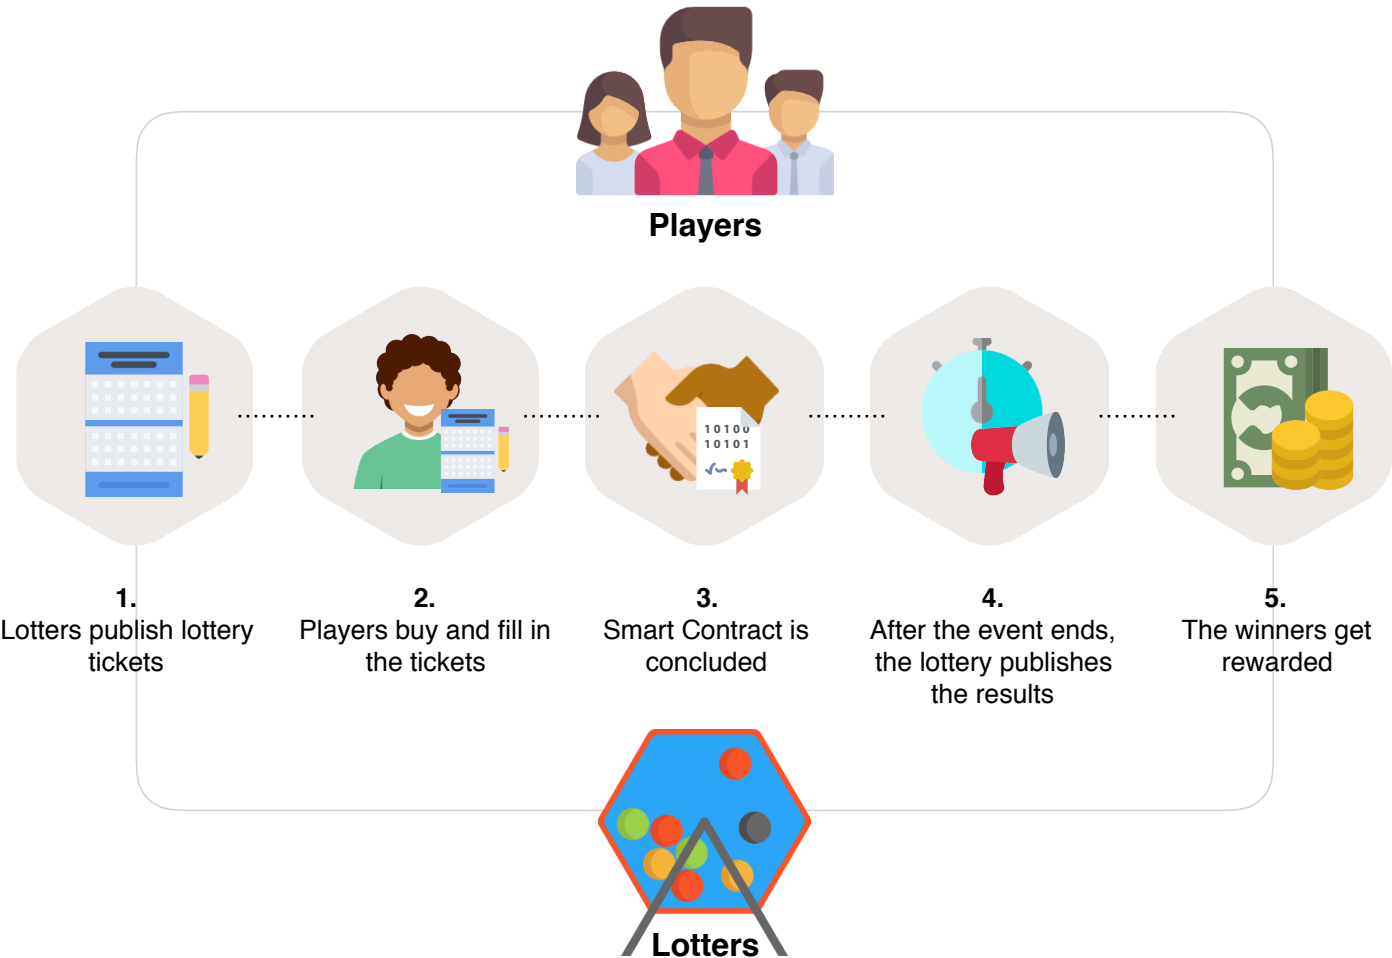 Players
1.
Lotters publish lottery
tickets
2.
Players buy and fill in
the tickets
10100
10101
3.
Smart Contract is
concluded
4.
After the event ends,
the lottery publishes
the results
5.
The winners get
rewarded
Lotters